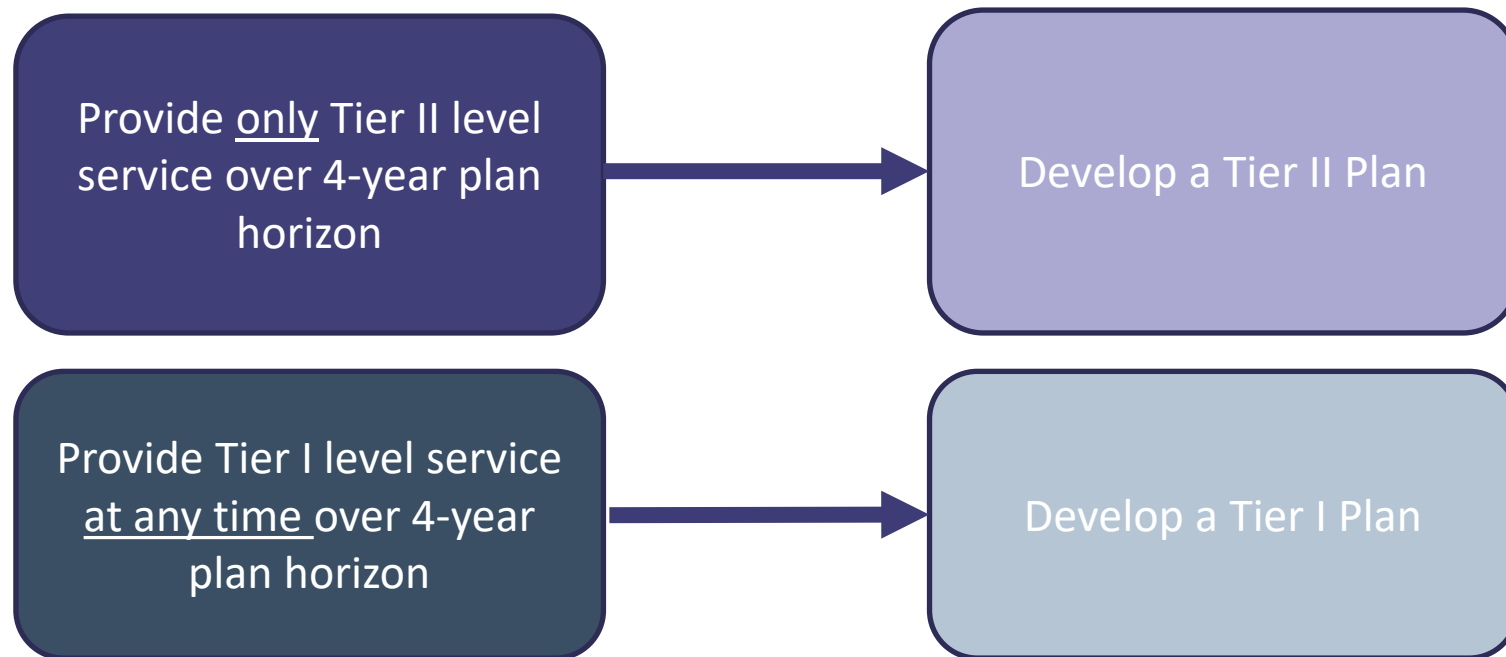 Provide only Tier II level
service over 4-year plan
horizon
Develop a Tier II Plan
Provide Tier I level service
at any time over 4-year
plan horizon
Develop a Tier I Plan